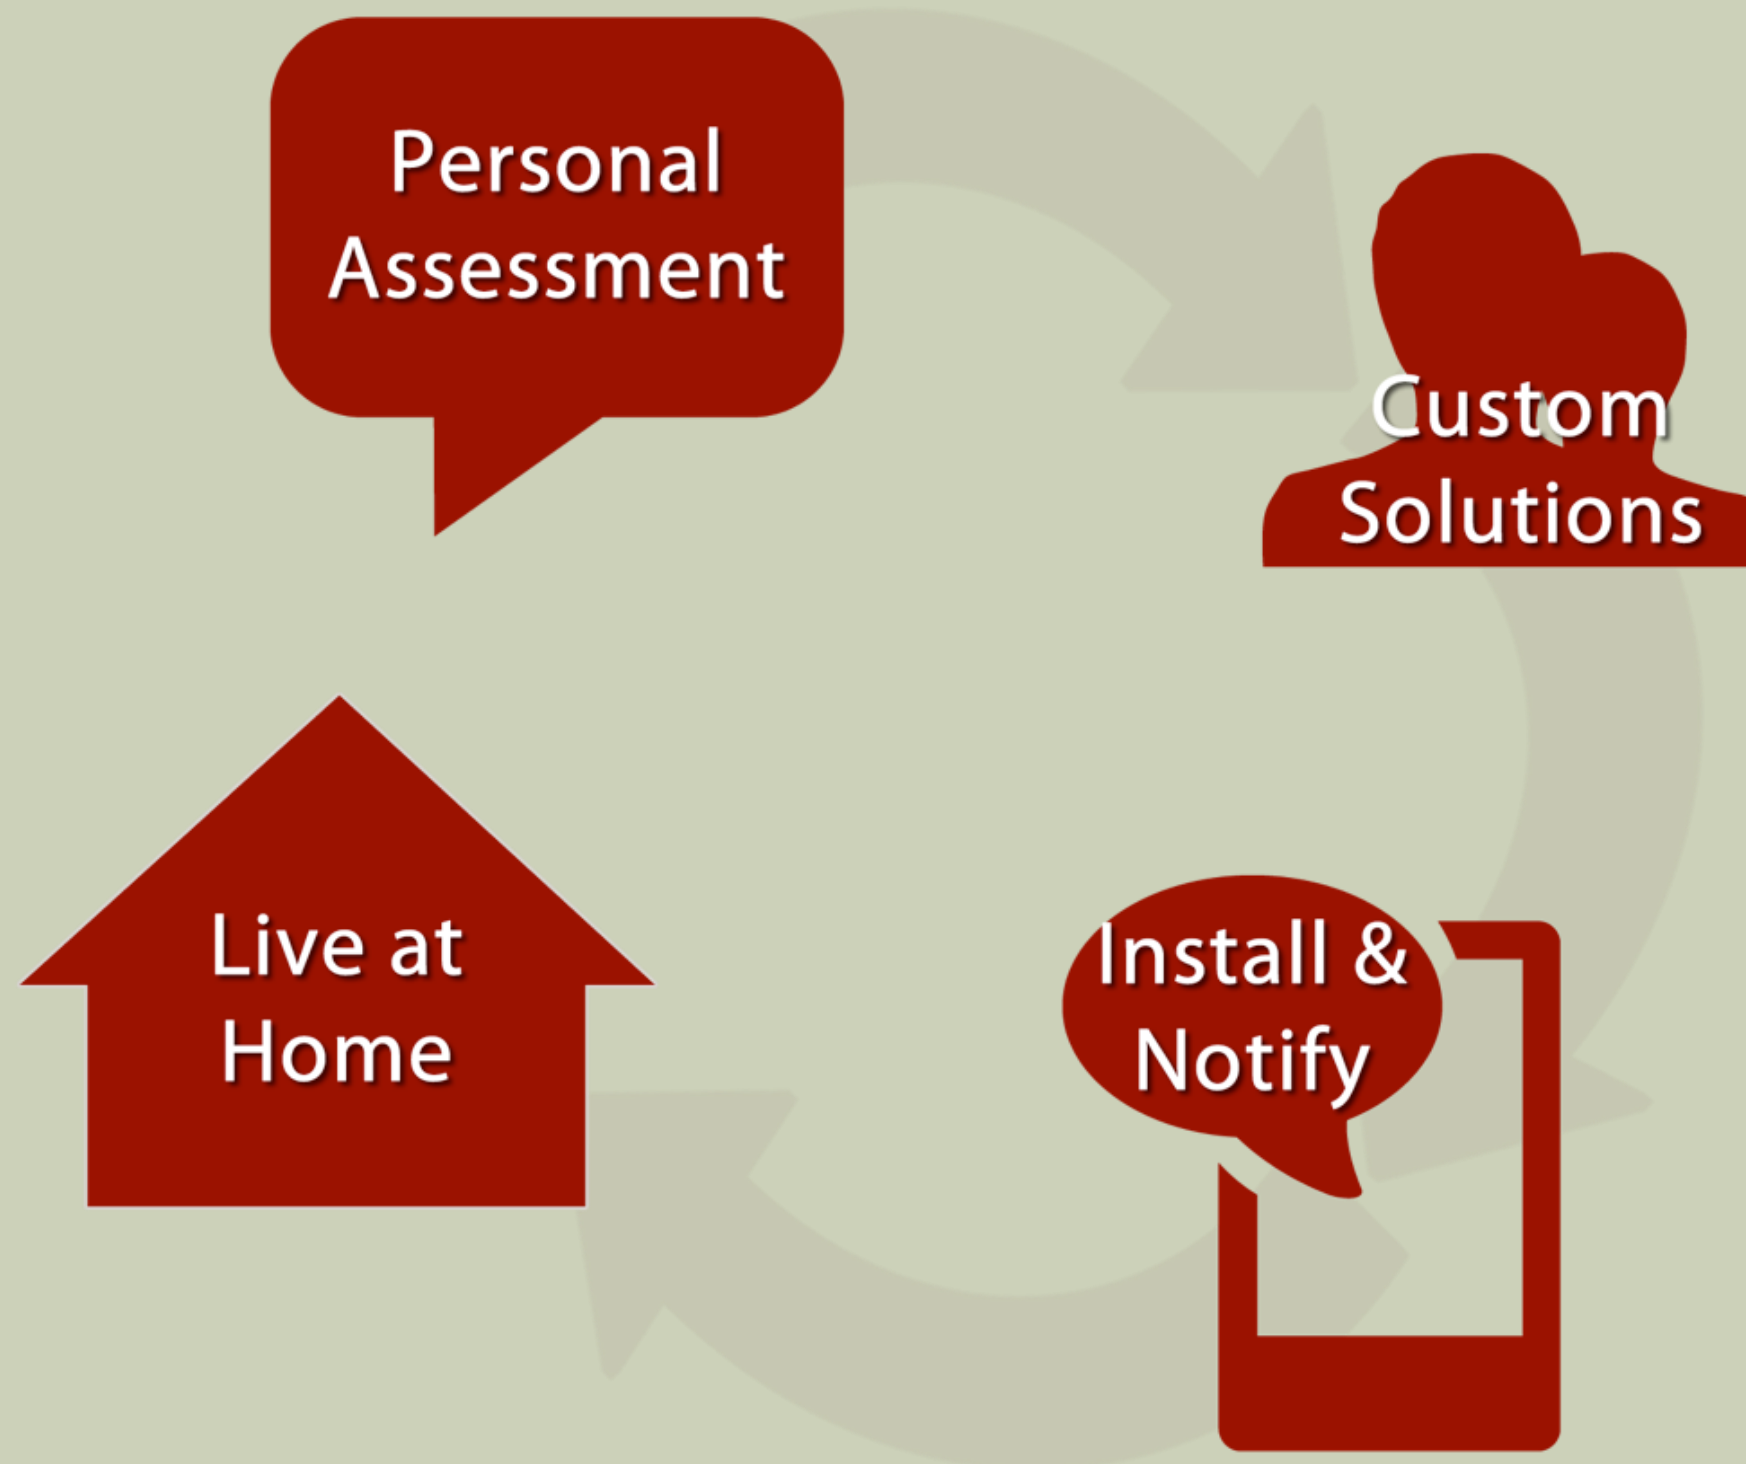 Personal
Assessment
Custom
Solutions
Install &
Notify
Live at
Home